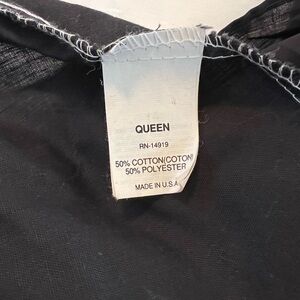 QUEEN
RN-14919
50% COTTON(COTON)
50% POLYESTER
MADE IN U.S.A.